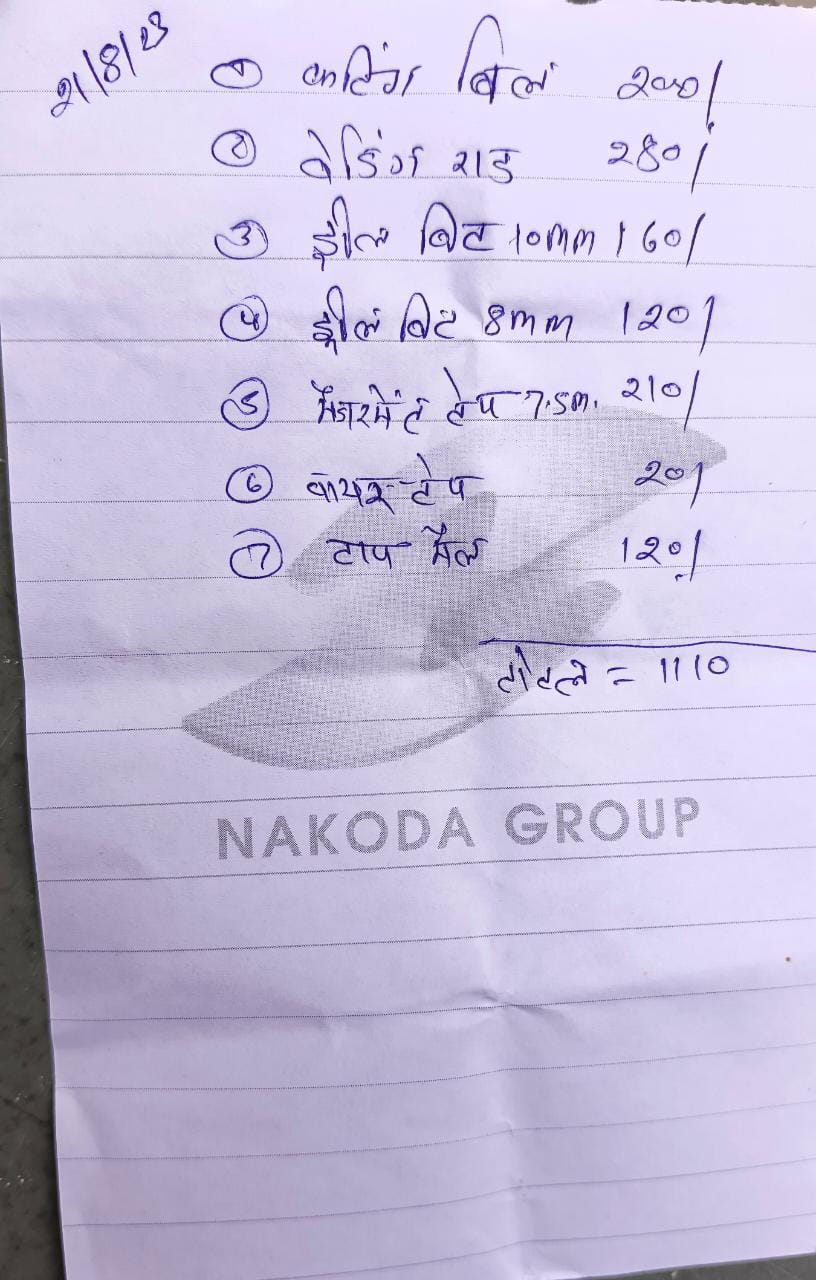 21/8/23
① कटिंग विल 200/
② वेडिंग राड 280/
③ ड्रील बिट 10mm 160/
④ ड्रील बिट 8mm 120/
⑤ मैजरमेंट टेप 7.5m. 210/
⑥ वायर टेप 20/
⑦ टाप मैल 120/
टोटल = 1110
NAKODA GROUP